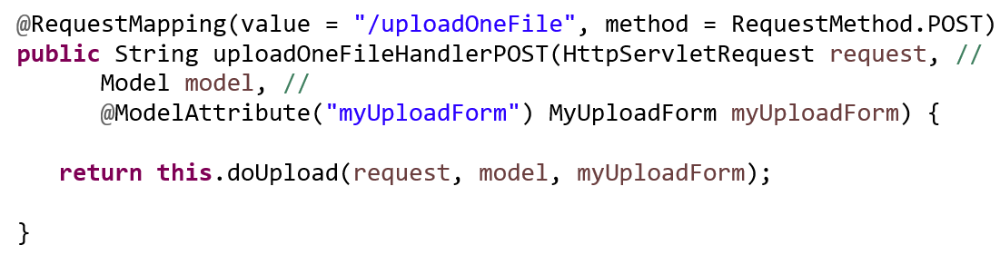 @RequestMapping(value = "/uploadOneFile", method = RequestMethod.POST)
public String uploadOneFileHandlerPOST(HttpServletRequest request, //
Model model, //
@ModelAttribute("myUploadForm") MyUploadForm myUploadForm) {
return this.doUpload(request, model, myUploadForm);
}